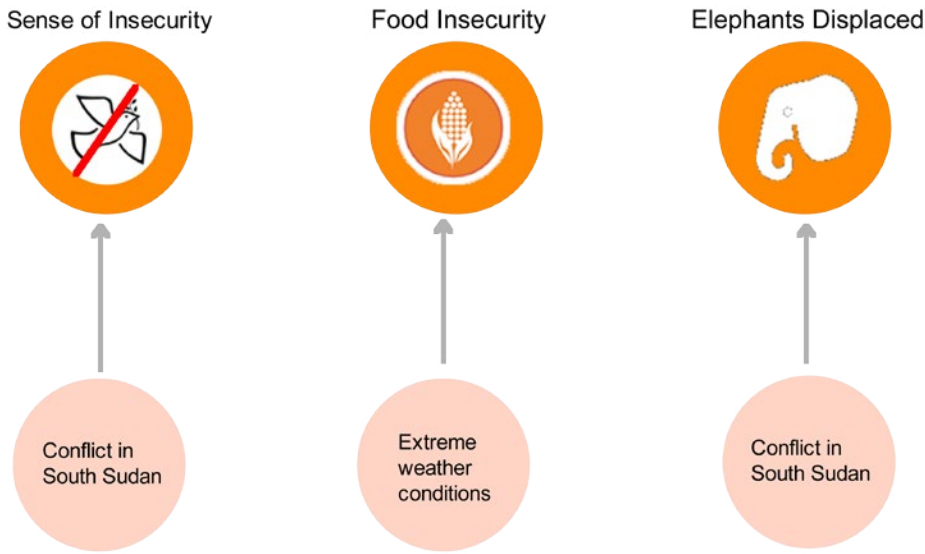 Sense of Insecurity
Food Insecurity
Elephants Displaced
Conflict in
South Sudan
Extreme
weather
conditions
Conflict in
South Sudan